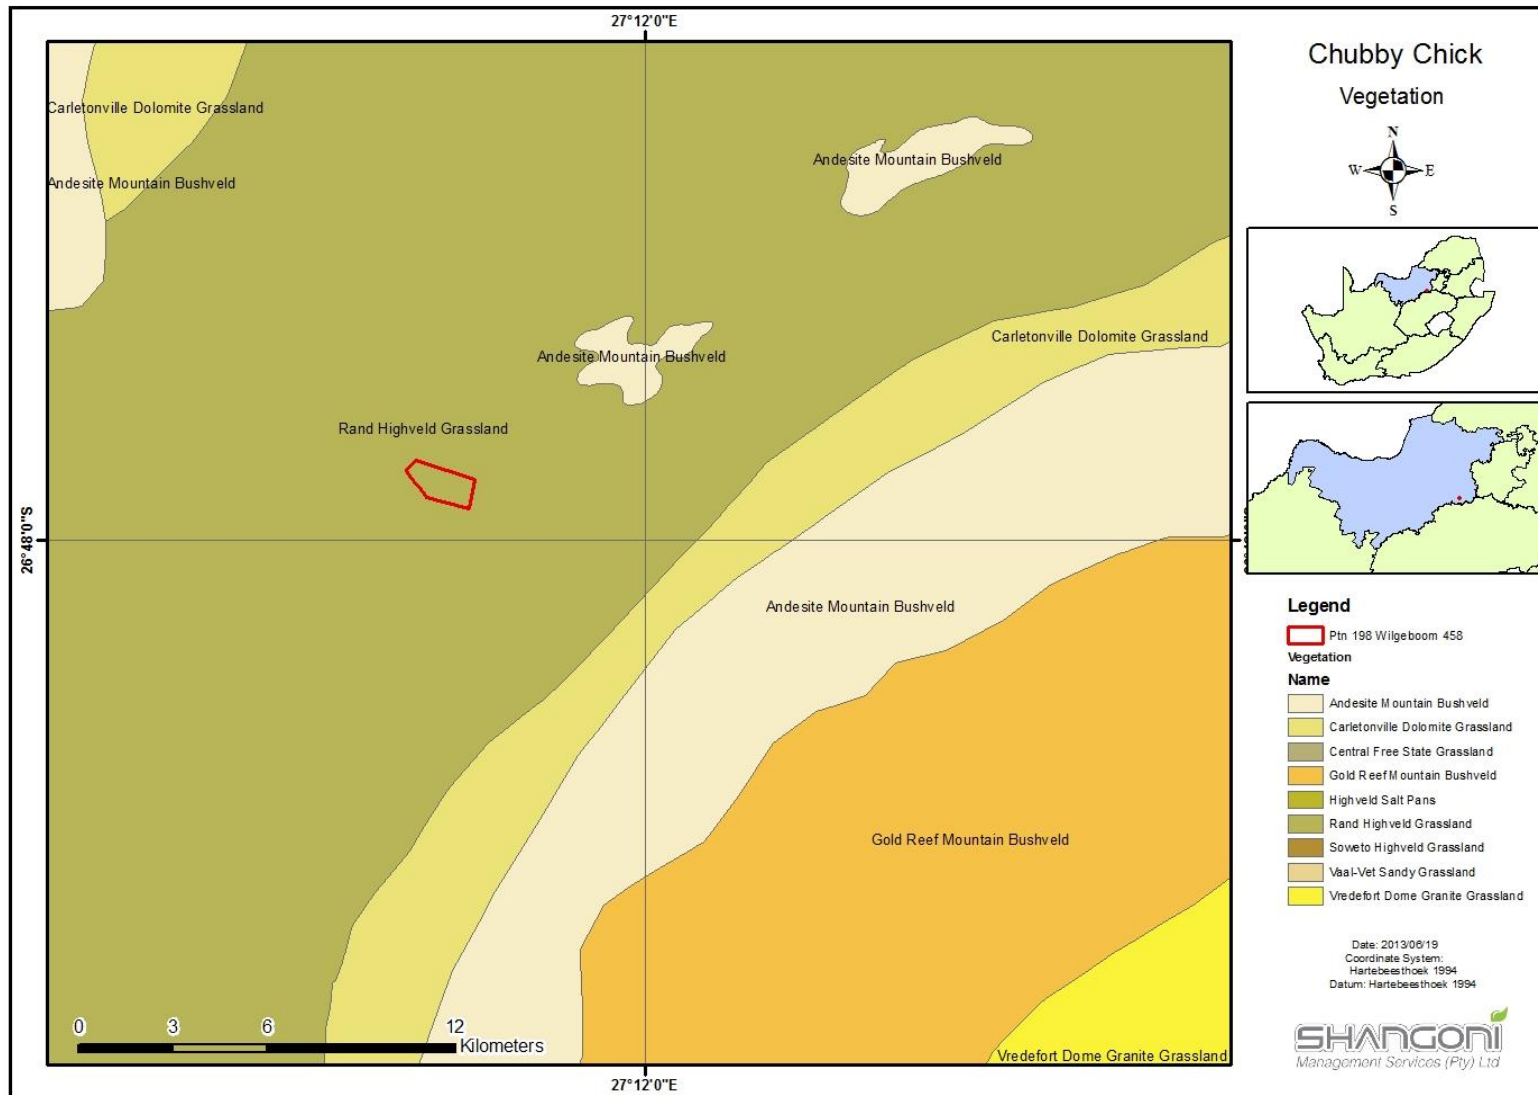 27°12'0"E
Chubby Chick
Vegetation
N
W
E
S
Carletonville Dolomite Grassland
Andesite Mountain Bushveld
Andesite Mountain Bushveld
Carletonville Dolomite Grassland
Andesite Mountain Bushveld
Rand Highveld Grassland
26°48'0"S
Andesite Mountain Bushveld
Gold Reef Mountain Bushveld
Vredefort Dome Granite Grassland
0 3 6 12
Kilometers
27°12'0"E
Legend
Ptn 198 Wilgeboom 458
Vegetation
Name
Andesite Mountain Bushveld
Carletonville Dolomite Grassland
Central Free State Grassland
Gold Reef Mountain Bushveld
Highveld Salt Pans
Rand Highveld Grassland
Soweto Highveld Grassland
Vaal-Vet Sandy Grassland
Vredefort Dome Granite Grassland
Date: 2013/06/19
Coordinate System:
Hartebeesthoek 1994
Datum: Hartebeesthoek 1994
SHANGONI
Management Services (Pty) Ltd